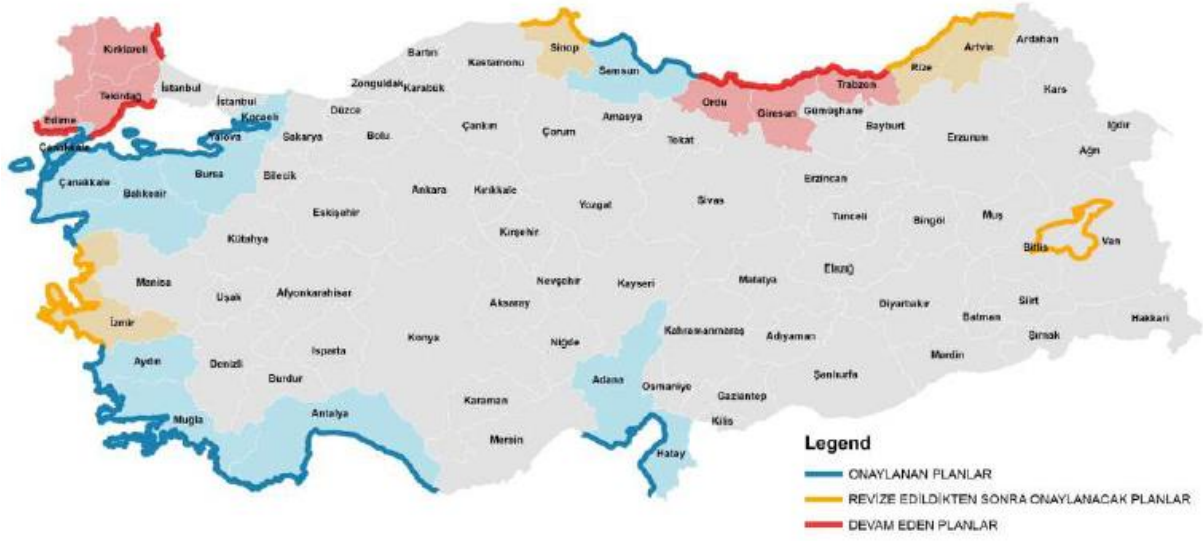 Kırklareli
Tekirdağ
Edirne
İstanbul
İstanbul
Kocaeli
Yalova
Çanakkale
Çanakkale
Balıkesir
Bursa
Bilecik
Sakarya
Düzce
Bolu
Zonguldak
Bartın
Karabük
Kastamonu
Sinop
Samsun
Çankırı
Çorum
Amasya
Tokat
Ordu
Giresun
Gümüşhane
Trabzon
Bayburt
Rize
Artvin
Ardahan
Kars
Iğdır
Ağrı
Erzurum
Erzincan
Ankara
Kırıkkale
Yozgat
Sivas
Eskişehir
Kütahya
Kırşehir
Tunceli
Bingöl
Muş
Bitlis
Van
Manisa
Uşak
Afyonkarahisar
Nevşehir
Kayseri
Aksaray
Malatya
Elazığ
Diyarbakır
Batman
Siirt
Şırnak
Hakkari
İzmir
Aydın
Denizli
Isparta
Burdur
Konya
Niğde
Kahramanmaraş
Adıyaman
Mardin
Şanlıurfa
Adana
Osmaniye
Gaziantep
Kilis
Muğla
Antalya
Karaman
Mersin
Hatay
Legend
ONAYLANAN PLANLAR
REVİZE EDİLDİKTEN SONRA ONAYLANACAK PLANLAR
DEVAM EDEN PLANLAR